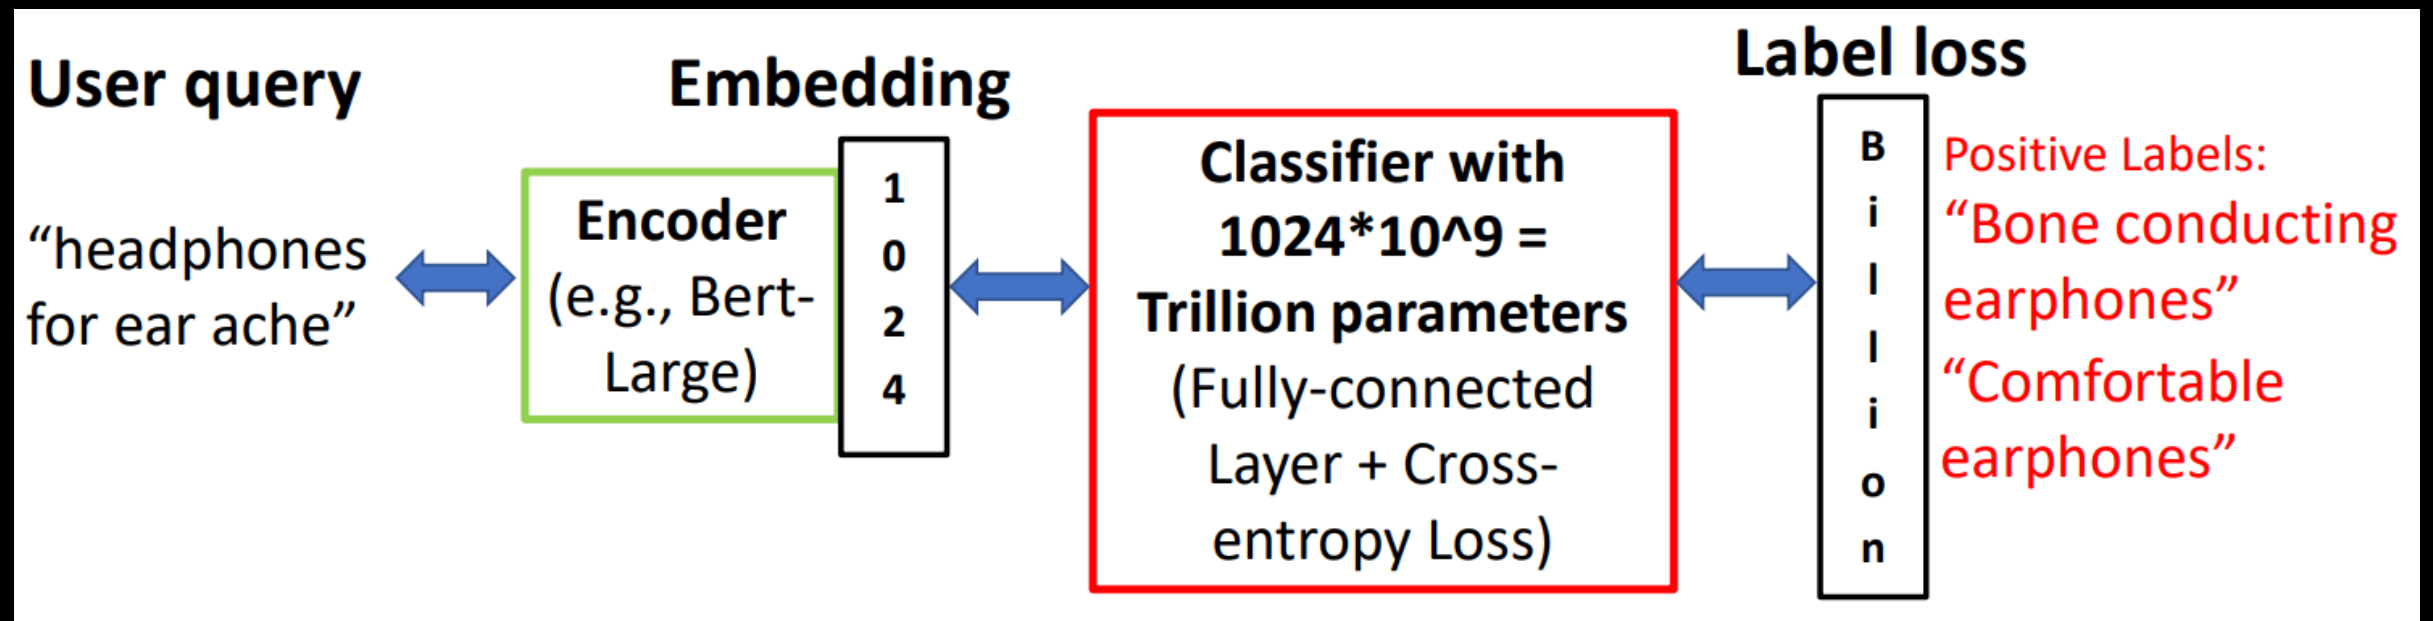 User query
“headphones
for ear ache”
Encoder
(e.g., Bert-
Large)
Embedding
1
0
2
4
Classifier with
1024*10^9 =
Trillion parameters
(Fully-connected
Layer + Cross-
entropy Loss)
Label loss
B
i
l
l
i
o
n
Positive Labels:
“Bone conducting
earphones”
“Comfortable
earphones”